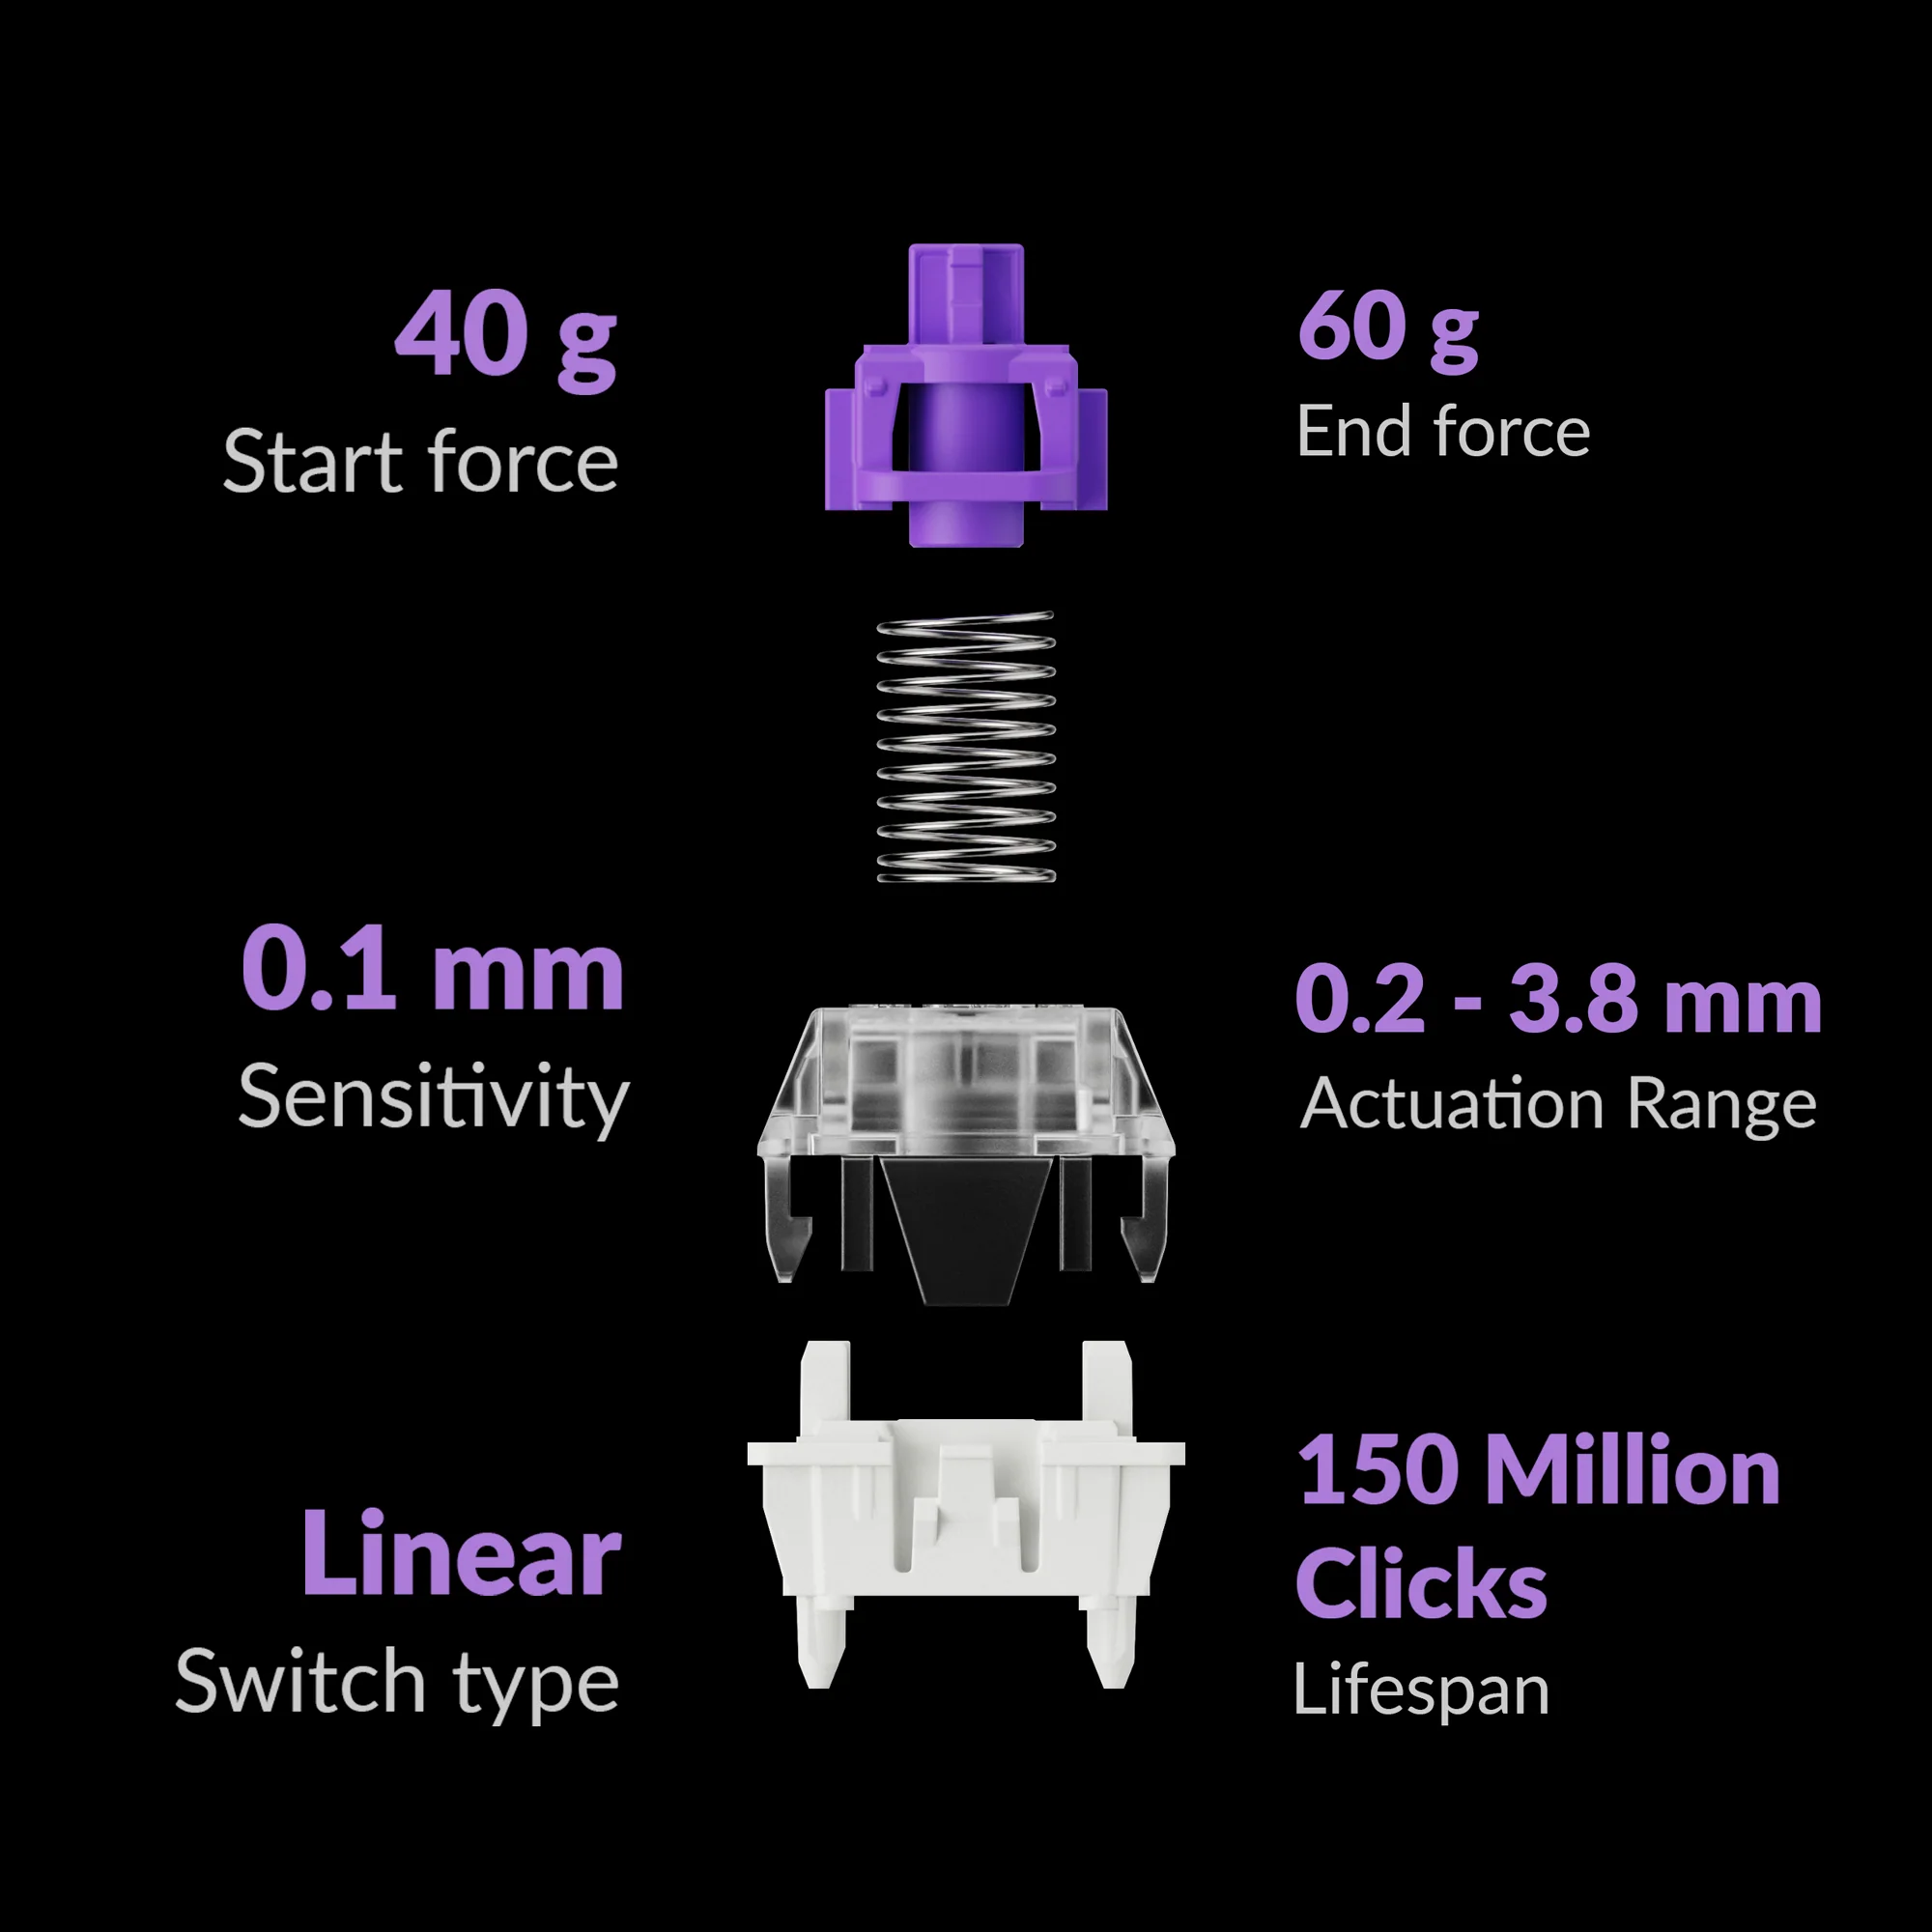 40 g
Start force
60 g
End force
0.1 mm
Sensitivity
0.2 - 3.8 mm
Actuation Range
Linear
Switch type
150 Million
Clicks
Lifespan